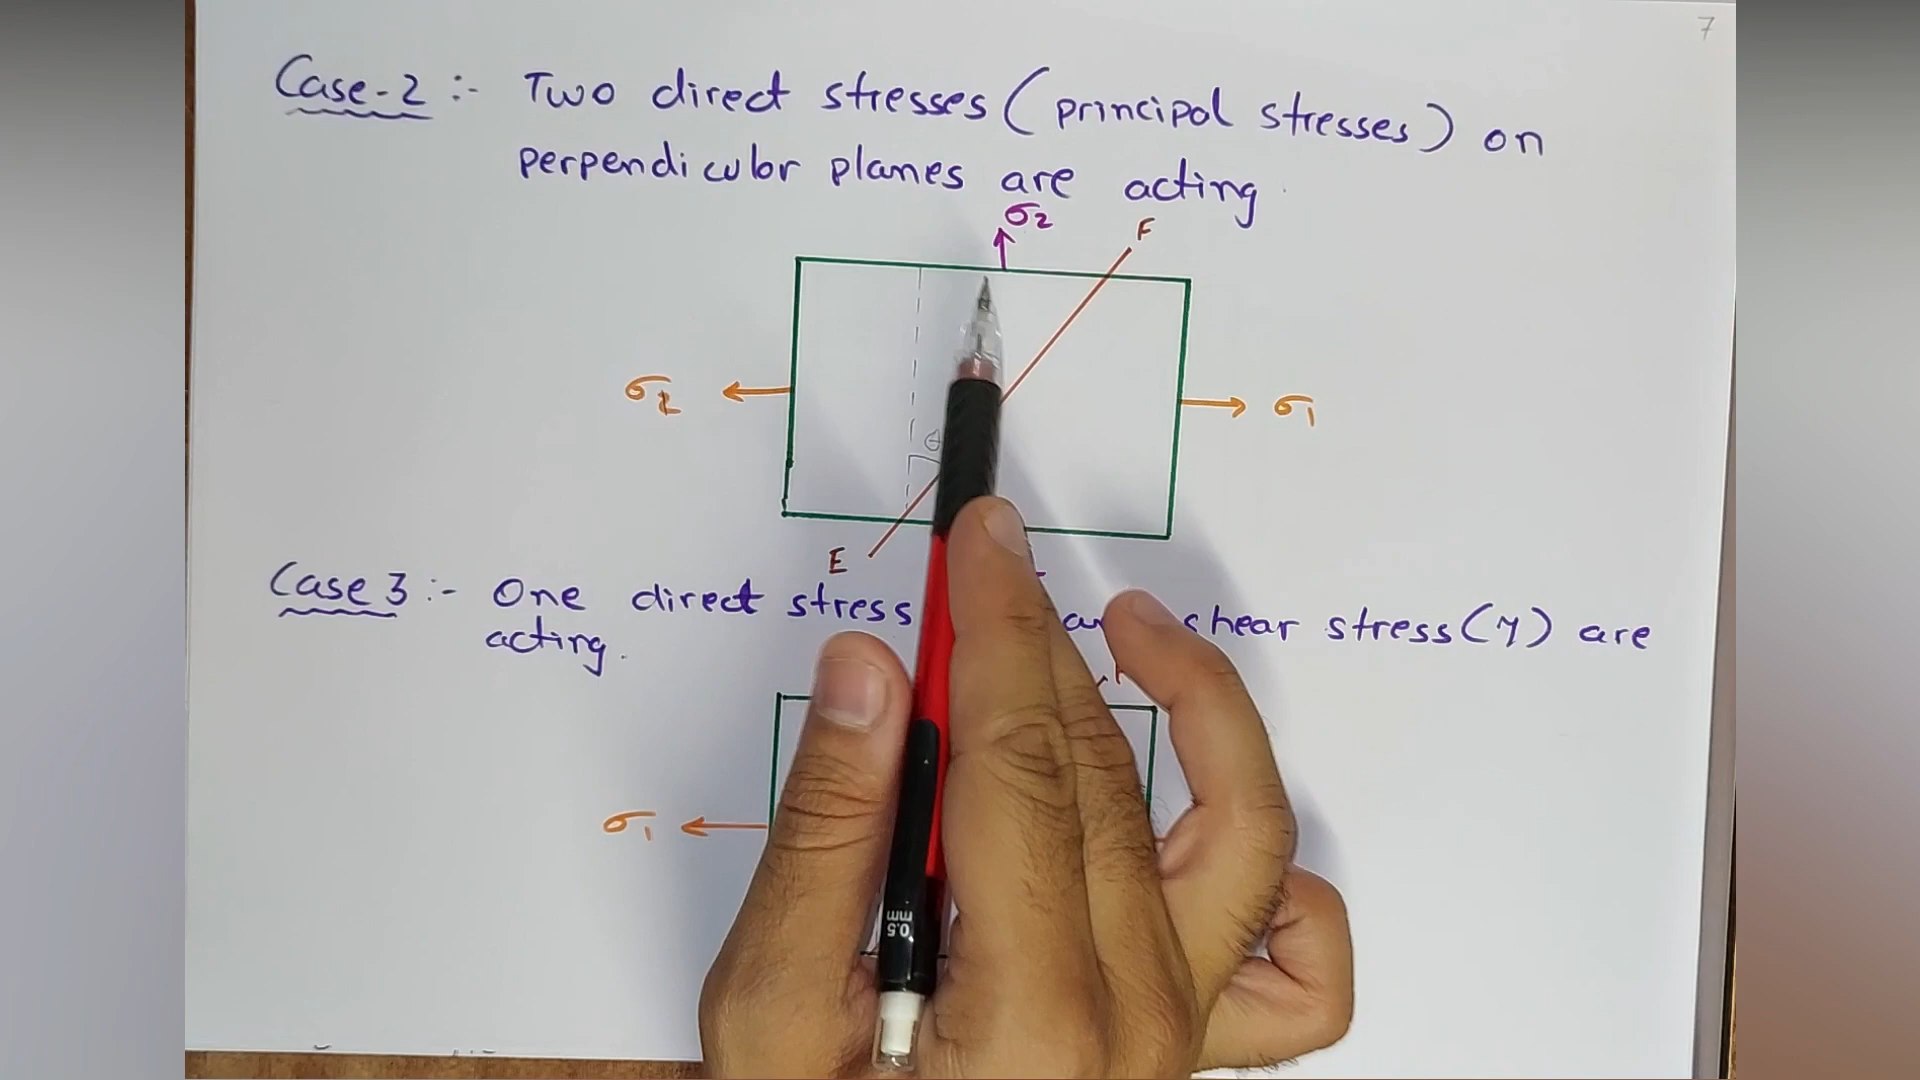 7
Case-2 :- Two direct stresses (principal stresses) on
perpendicular planes are acting.
σ2
F
σ1
θ
E
Case 3 :- One direct stress shear stress (γ) are
acting.
σ1
0.5
mm